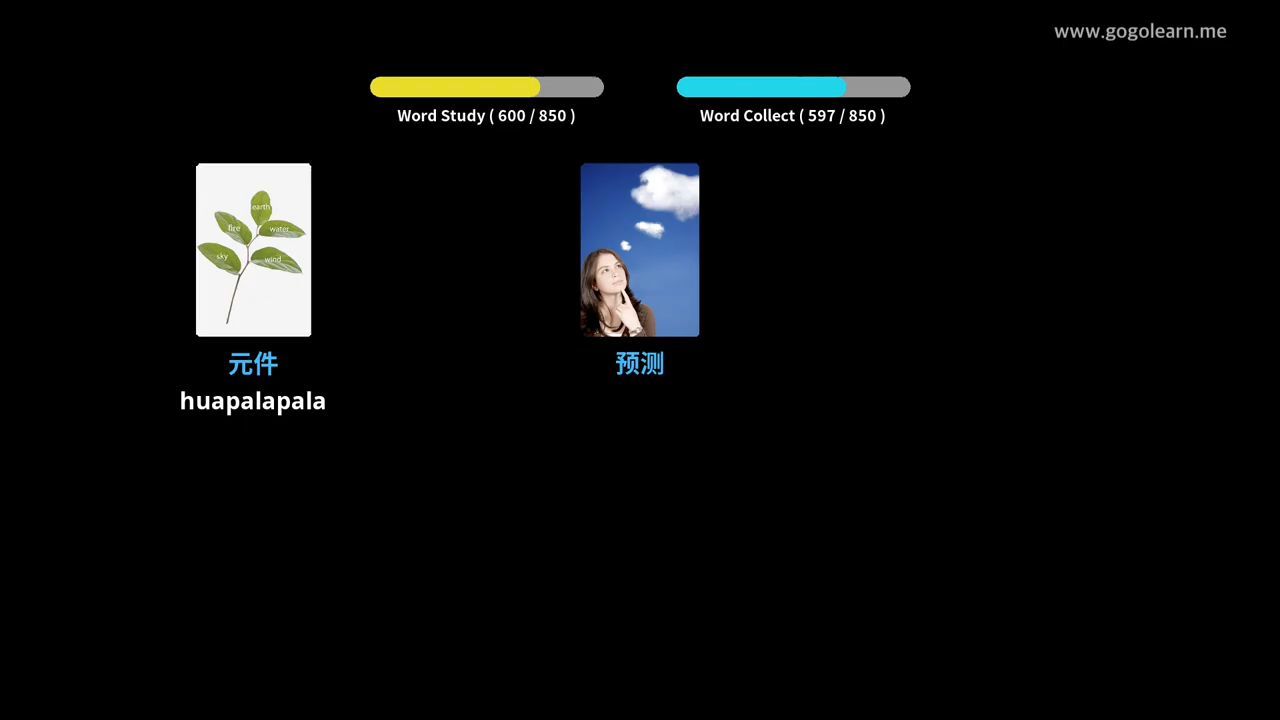 www.gogolearn.me
Word Study ( 600 / 850 )
Word Collect ( 597 / 850 )
earth
fire
water
sky
wind
元件
预测
huapalapala